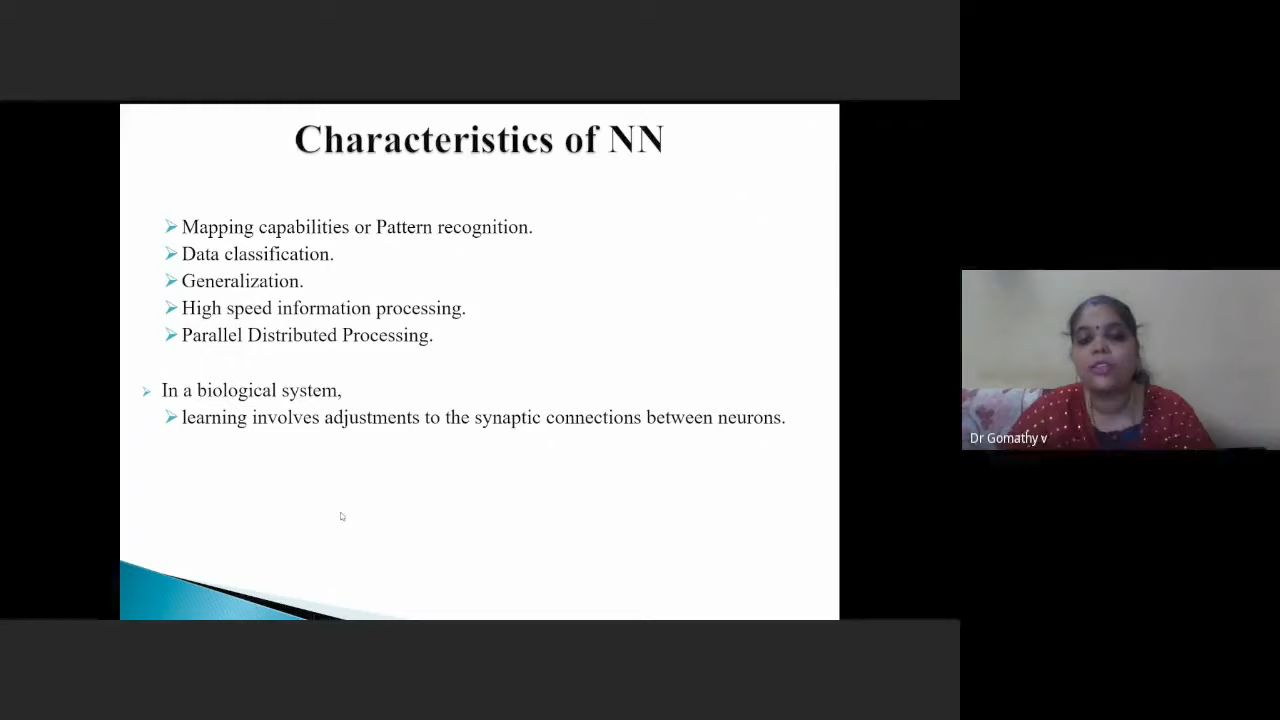 Characteristics of NN
Mapping capabilities or Pattern recognition.
Data classification.
Generalization.
High speed information processing.
Parallel Distributed Processing.
In a biological system,
learning involves adjustments to the synaptic connections between neurons.
Dr Gomathy v